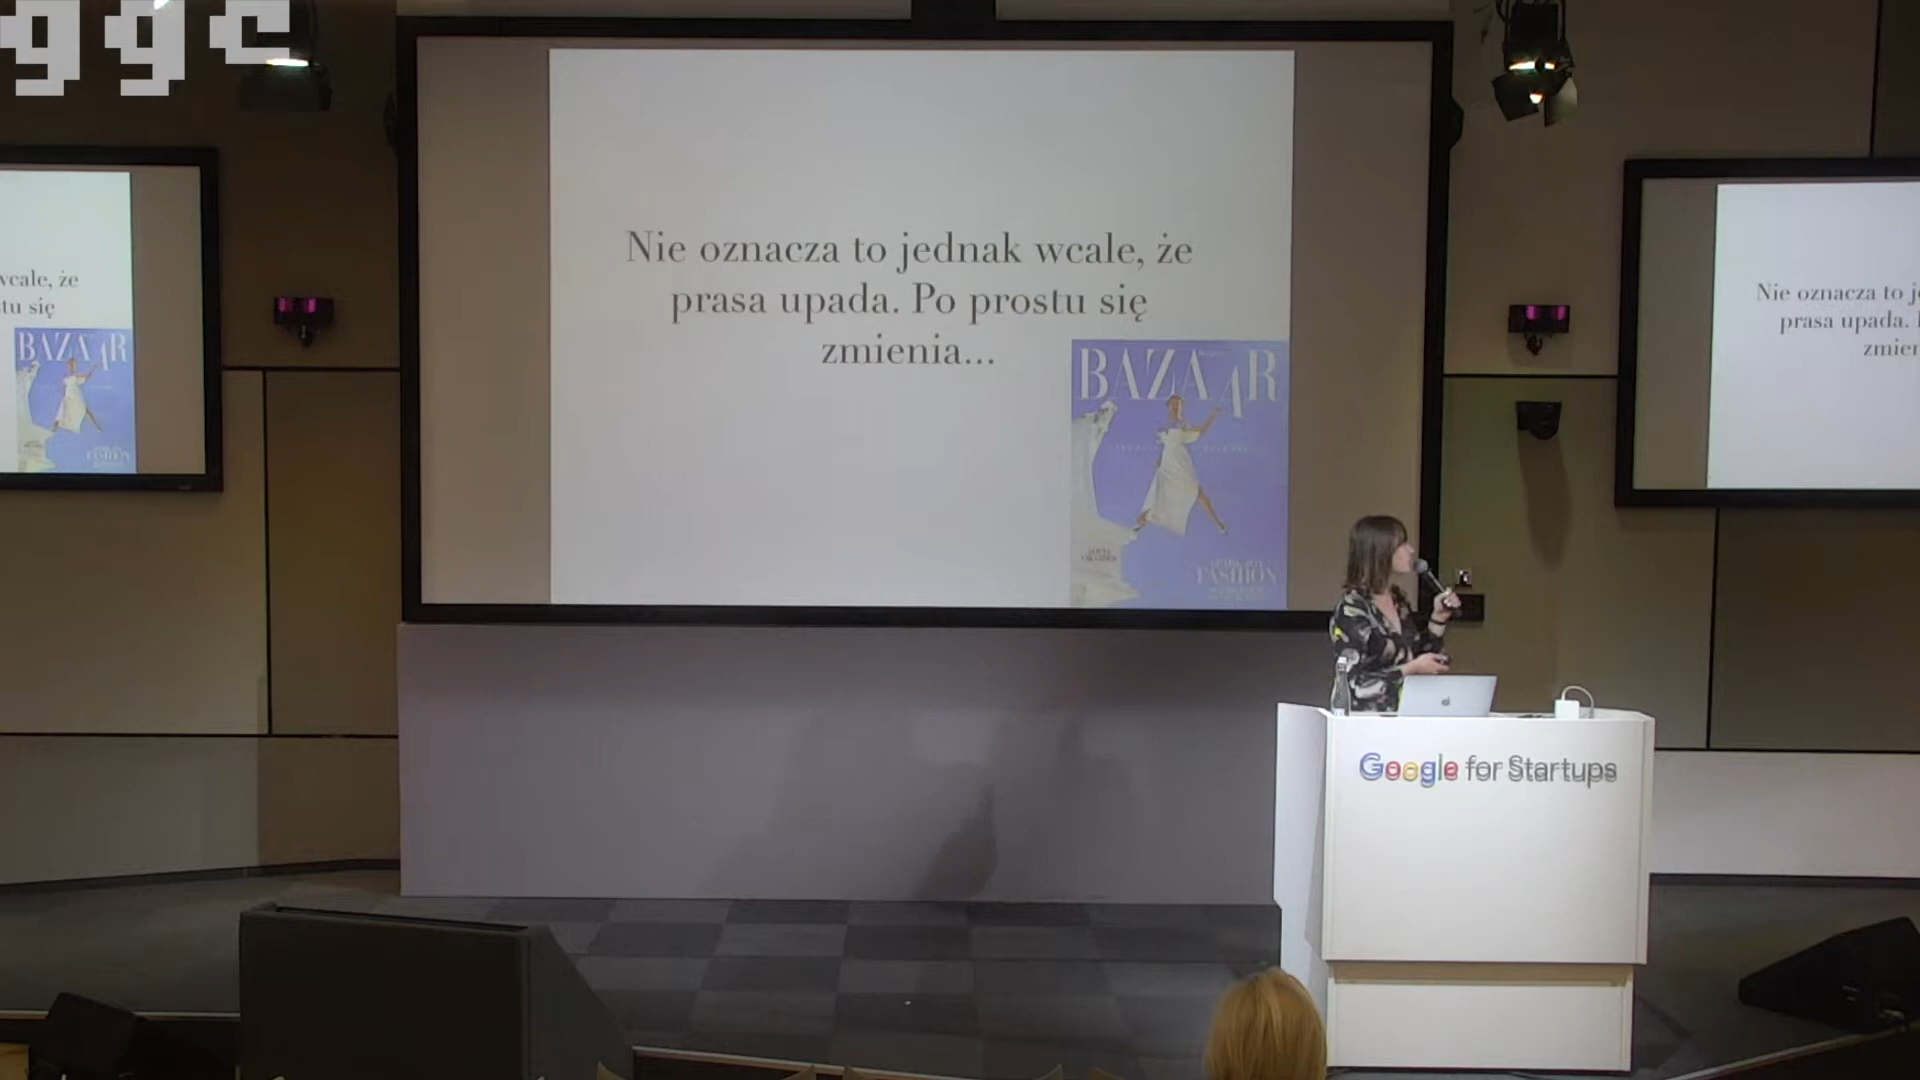 ggc
Nie oznacza to jednak wcale, że
prasa upada. Po prostu się
zmienia...
BAZAAR
FASHION
wcale, że
stu się
BAZAAR
FASHION
Nie oznacza to j
prasa upada.
zmien
Google for Startups